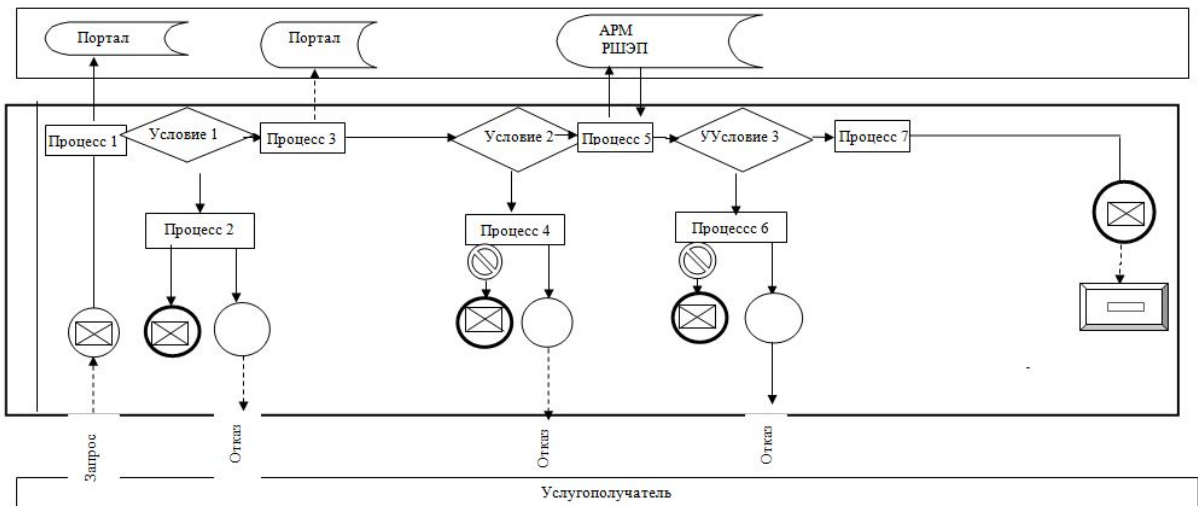 Портал
Портал
АРМ
РШЭП
Процесс 1
Условие 1
Процесс 3
Условие 2
Процесс 5
УУсловие 3
Процесс 7
Процесс 2
Процесс 4
Процессс 6
Запрос
Отказ
Отказ
Отказ
Услугополучатель